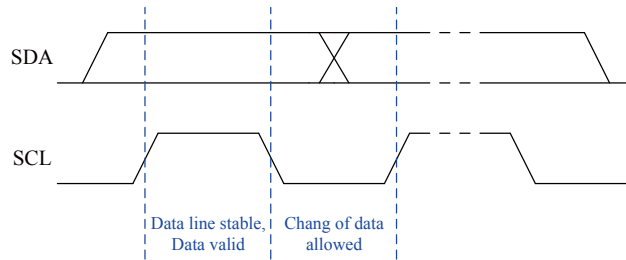 SDA
SCL
Data line stable,
Data valid
Chang of data
allowed